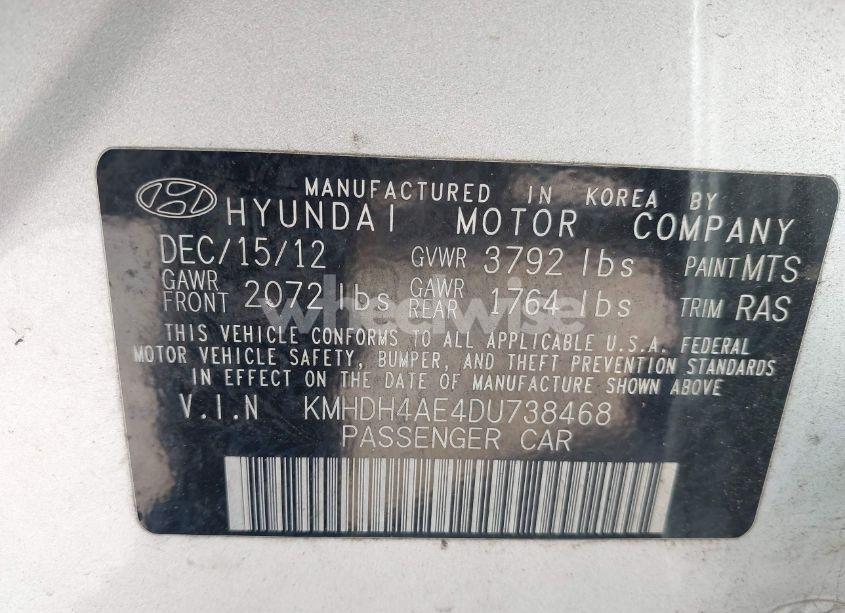 MANUFACTURED IN KOREA BY
HYUNDAI MOTOR COMPANY
DEC/15/12 GVWR 3792 lbs PAINT MTS
GAWR FRONT 2072 lbs GAWR REAR 1764 lbs TRIM RAS
THIS VEHICLE CONFORMS TO ALL APPLICABLE U.S.A. FEDERAL
MOTOR VEHICLE SAFETY, BUMPER, AND THEFT PREVENTION STANDARDS
IN EFFECT ON THE DATE OF MANUFACTURE SHOWN ABOVE
V.I.N KMHDH4AE4DU738468
PASSENGER CAR
wheelwise